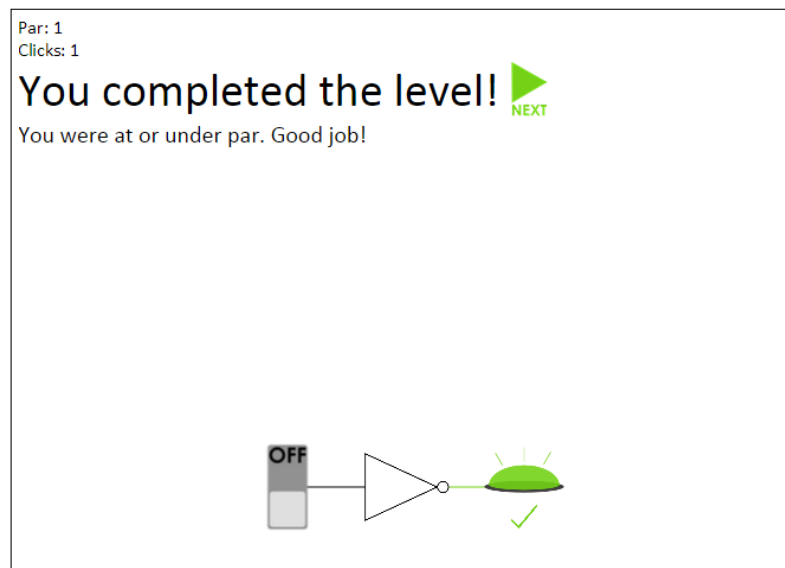 Par: 1
Clicks: 1
You completed the level!
NEXT
You were at or under par. Good job!
OFF